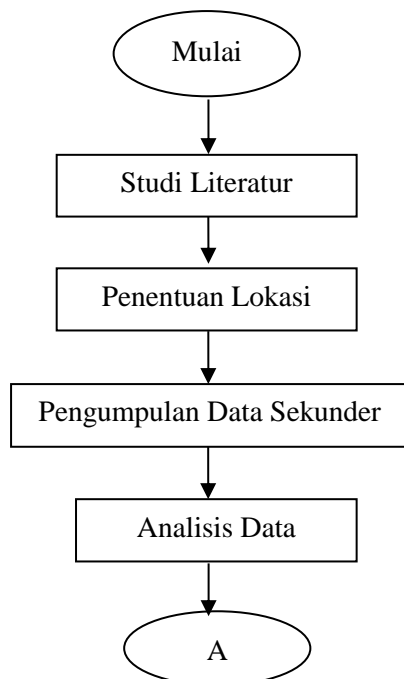 Mulai
Studi Literatur
Penentuan Lokasi
Pengumpulan Data Sekunder
Analisis Data
A